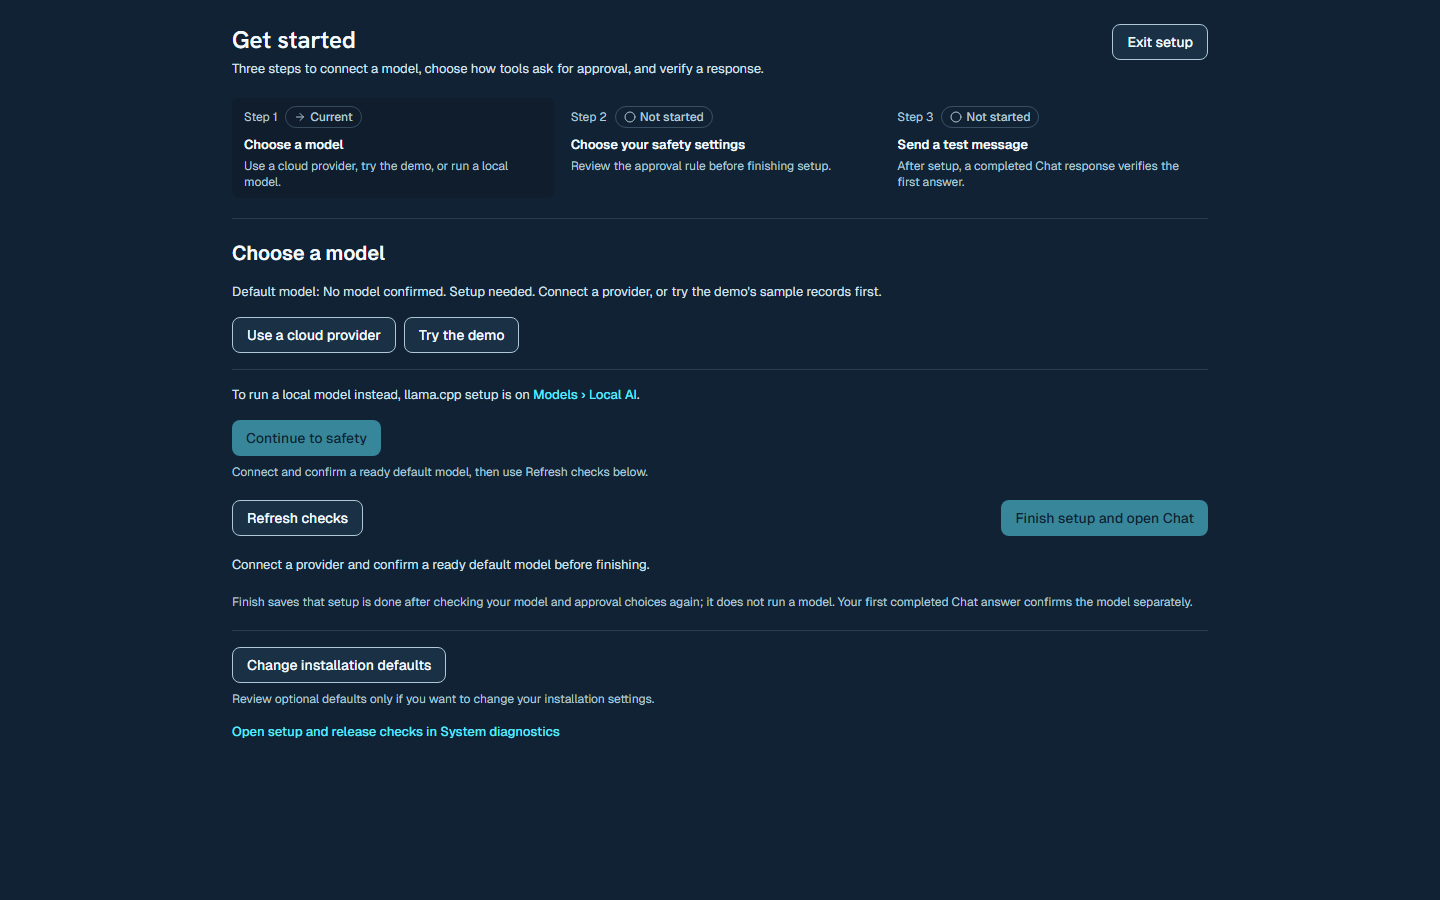 Get started
Exit setup
Three steps to connect a model, choose how tools ask for approval, and verify a response.
Step 1
Current
Choose a model
Use a cloud provider, try the demo, or run a local
model.
Step 2
Not started
Choose your safety settings
Review the approval rule before finishing setup.
Step 3
Not started
Send a test message
After setup, a completed Chat response verifies the
first answer.
Choose a model
Default model: No model confirmed. Setup needed. Connect a provider, or try the demo's sample records first.
Use a cloud provider
Try the demo
To run a local model instead, llama.cpp setup is on Models › Local AI.
Continue to safety
Connect and confirm a ready default model, then use Refresh checks below.
Refresh checks
Finish setup and open Chat
Connect a provider and confirm a ready default model before finishing.
Finish saves that setup is done after checking your model and approval choices again; it does not run a model. Your first completed Chat answer confirms the model separately.
Change installation defaults
Review optional defaults only if you want to change your installation settings.
Open setup and release checks in System diagnostics